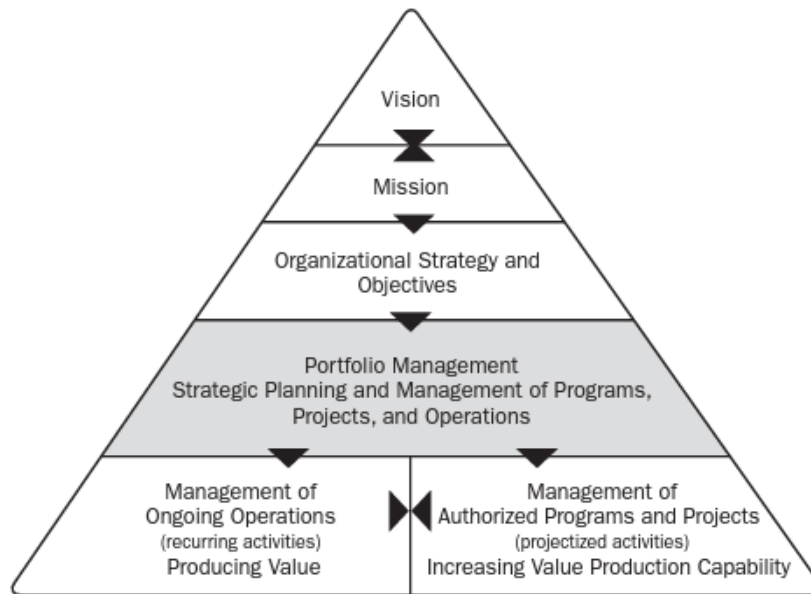 Vision
Mission
Organizational Strategy and
Objectives
Portfolio Management
Strategic Planning and Management of Programs,
Projects, and Operations
Management of
Ongoing Operations
(recurring activities)
Producing Value
Management of
Authorized Programs and Projects
(projectized activities)
Increasing Value Production Capability